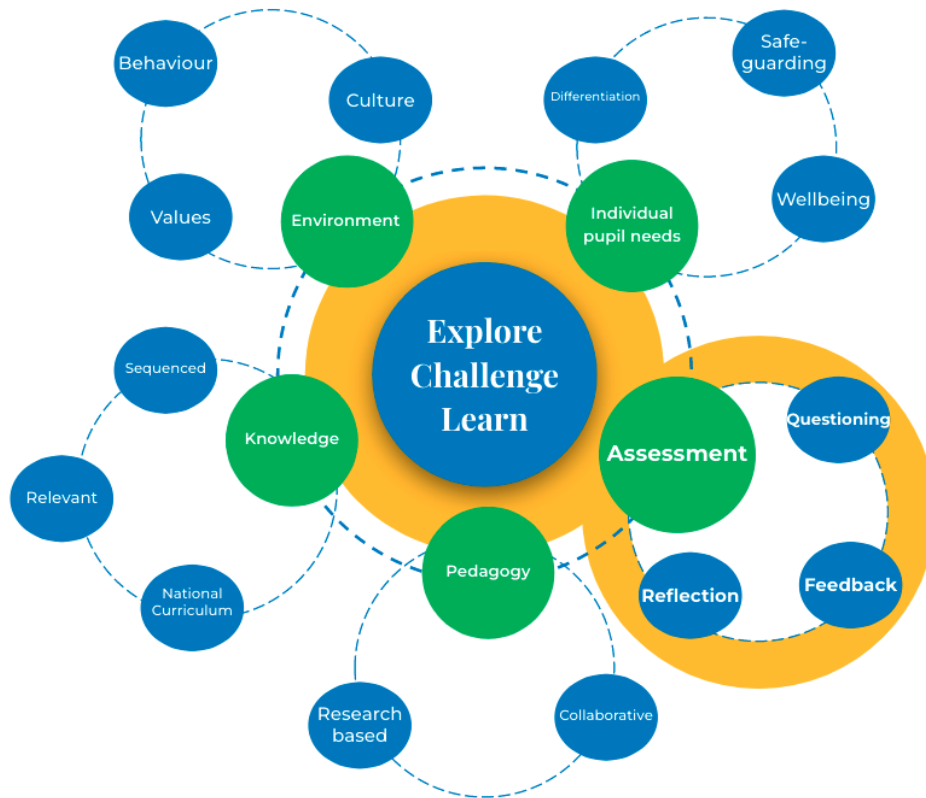 Behaviour
Culture
Values
Environment
Differentiation
Safe-
guarding
Wellbeing
Individual
pupil needs
Explore
Challenge
Learn
Sequenced
Knowledge
Relevant
National
Curriculum
Assessment
Questioning
Reflection
Feedback
Pedagogy
Research
based
Collaborative